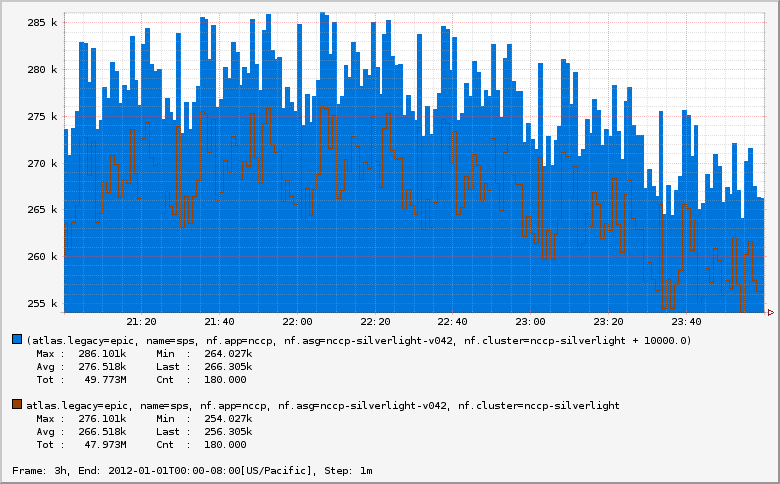 285 k
280 k
275 k
270 k
265 k
260 k
255 k
21:20 21:40 22:00 22:20 22:40 23:00 23:20 23:40
(atlas.legacy=epic, name=sps, nf.app=nccp, nf.asg=nccp-silverlight-v042, nf.cluster=nccp-silverlight + 10000.0)
Max : 286.101k Min : 264.027k
Avg : 276.518k Last : 266.305k
Tot : 49.773M Cnt : 180.000
atlas.legacy=epic, name=sps, nf.app=nccp, nf.asg=nccp-silverlight-v042, nf.cluster=nccp-silverlight
Max : 276.101k Min : 254.027k
Avg : 266.518k Last : 256.305k
Tot : 47.973M Cnt : 180.000
Frame: 3h, End: 2012-01-01T00:00-08:00[US/Pacific], Step: 1m